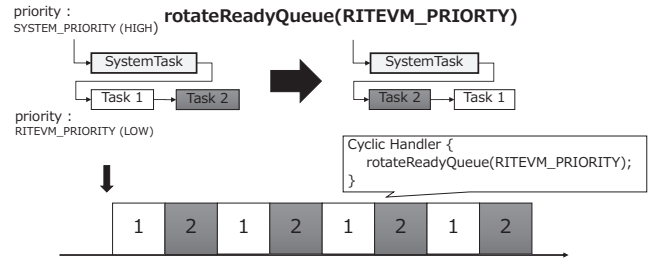 priority :
SYSTEM_PRIORITY (HIGH)
rotateReadyQueue(RITEVM_PRIORTY)
SystemTask
Task 1
Task 2
SystemTask
Task 2
Task 1
priority :
RITEVM_PRIORITY (LOW)
Cyclic Handler {
rotateReadyQueue(RITEVM_PRIORITY);
}
1 2 1 2 1 2 1 2